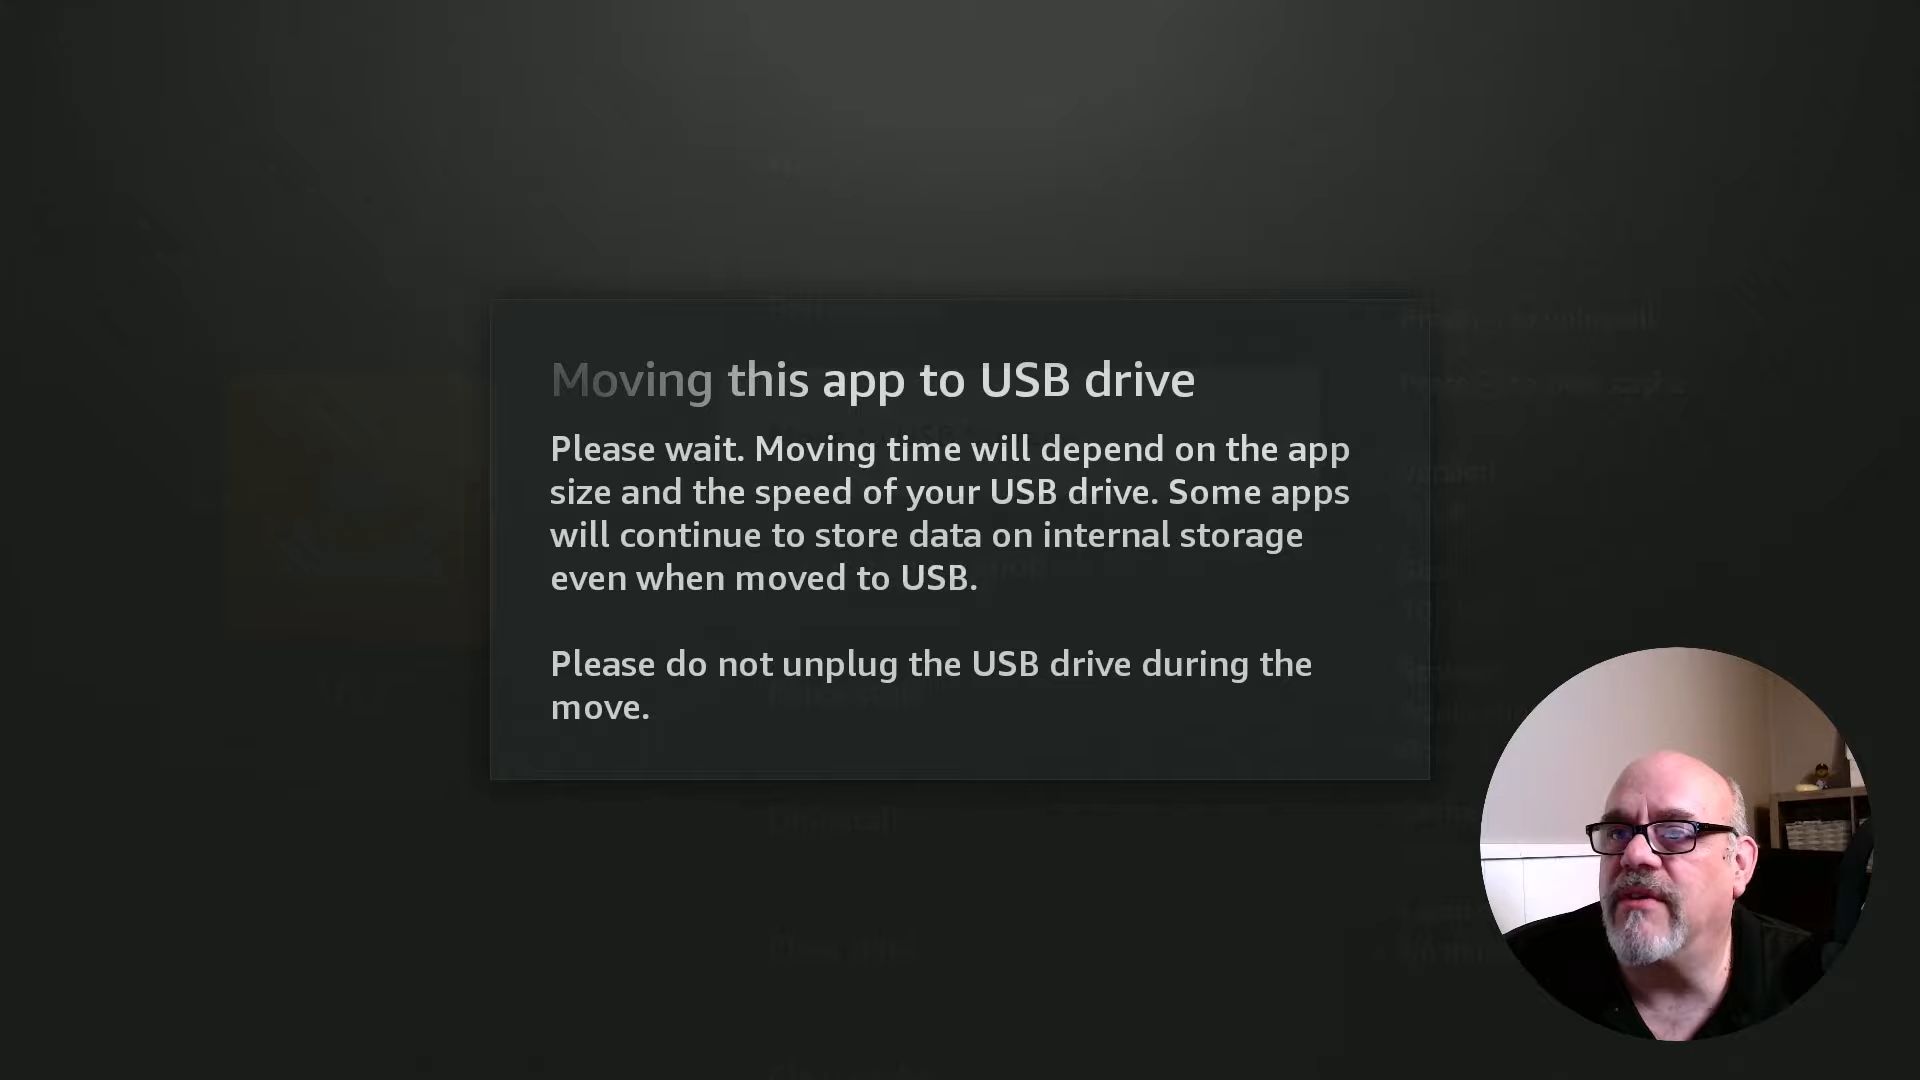 Moving this app to USB drive
Please wait. Moving time will depend on the app
size and the speed of your USB drive. Some apps
will continue to store data on internal storage
even when moved to USB.
Please do not unplug the USB drive during the
move.